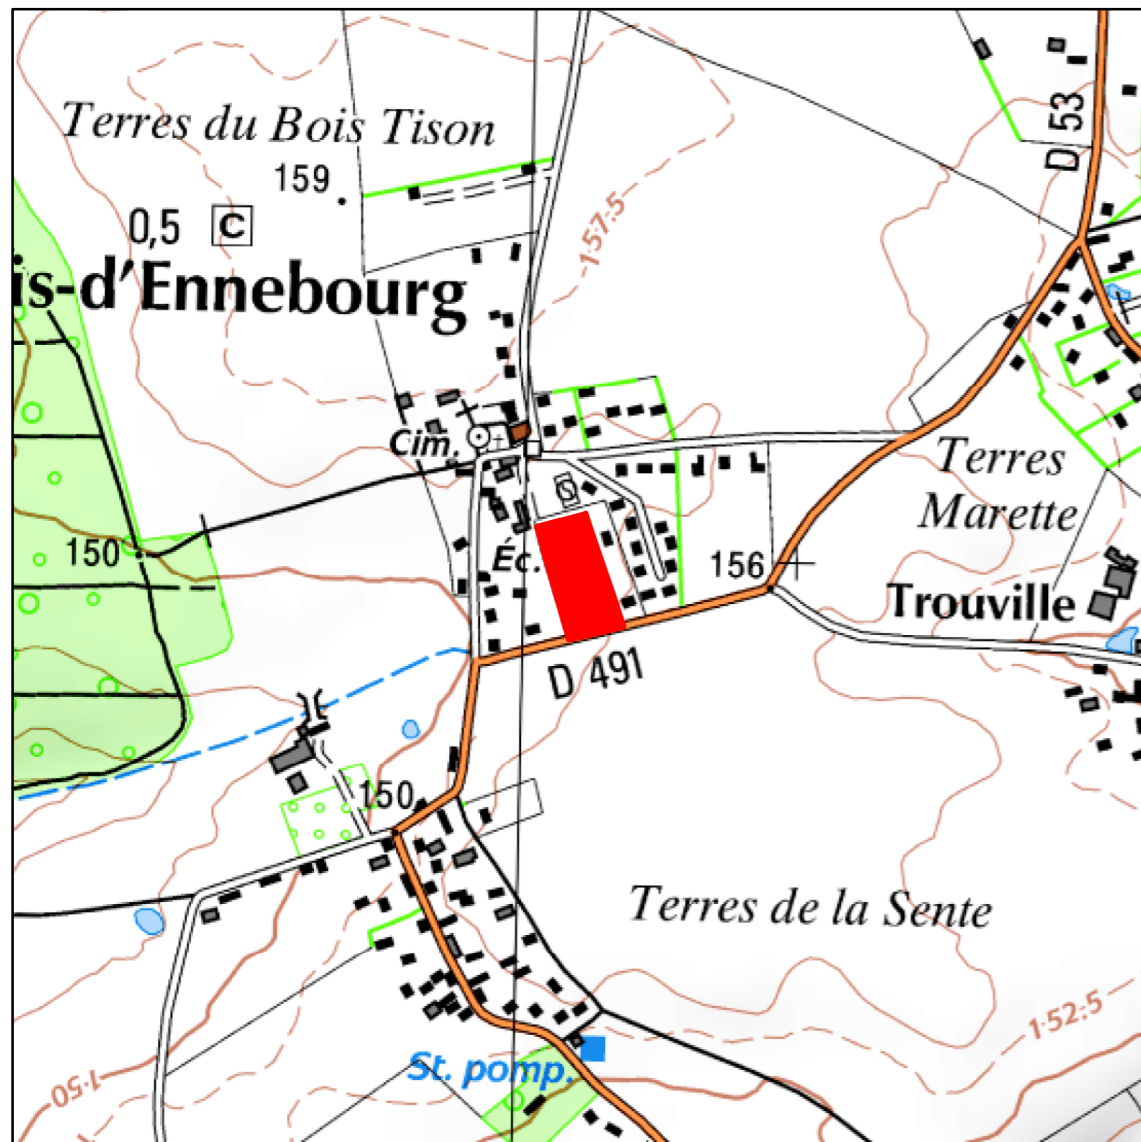 Terres du Bois Tison
159
D 53
0,5 C
is-d'Ennebourg
157.5
Cim.
S
Terres
Marette
150
Éc.
156
Trouville
D 491
150
Terres de la Sente
152.5
St. pomp.
150